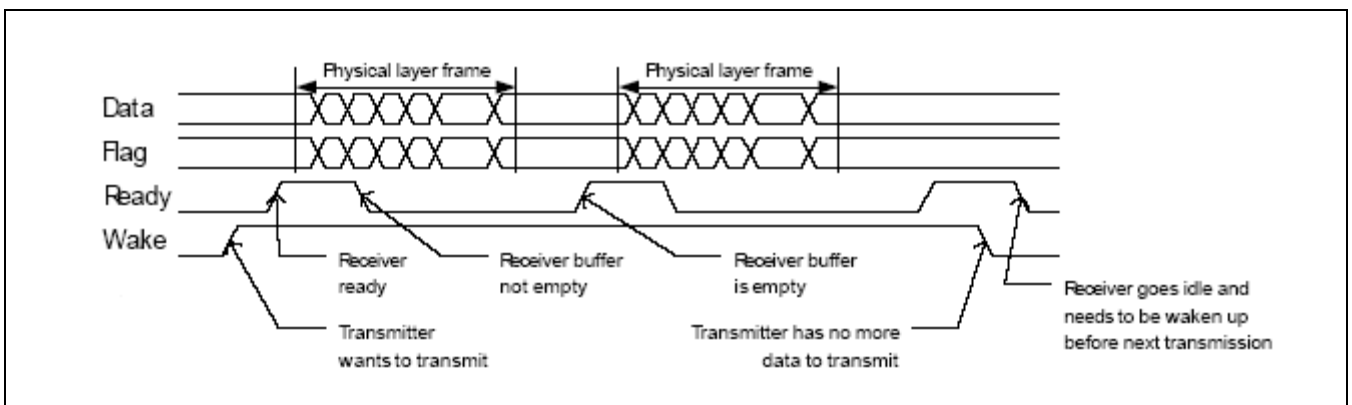 Physical layer frame
Physical layer frame
Data
Flag
Ready
Wake
Receiver
ready
Receiver buffer
not empty
Receiver buffer
is empty
Receiver goes idle and
needs to be waken up
before next transmission
Transmitter
wants to transmit
Transmitter has no more
data to transmit